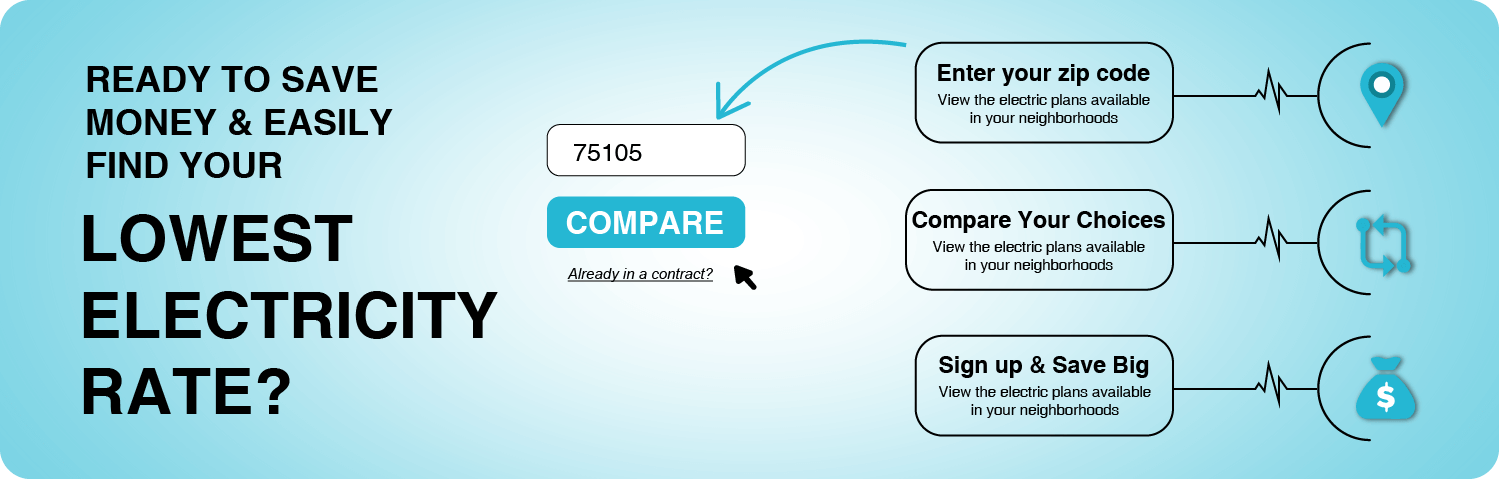 READY TO SAVE
MONEY & EASILY
FIND YOUR
LOWEST
ELECTRICITY
RATE?
75105
COMPARE
Already in a contract?
Enter your zip code
View the electric plans available
in your neighborhoods
Compare Your Choices
View the electric plans available
in your neighborhoods
Sign up & Save Big
View the electric plans available
in your neighborhoods
$